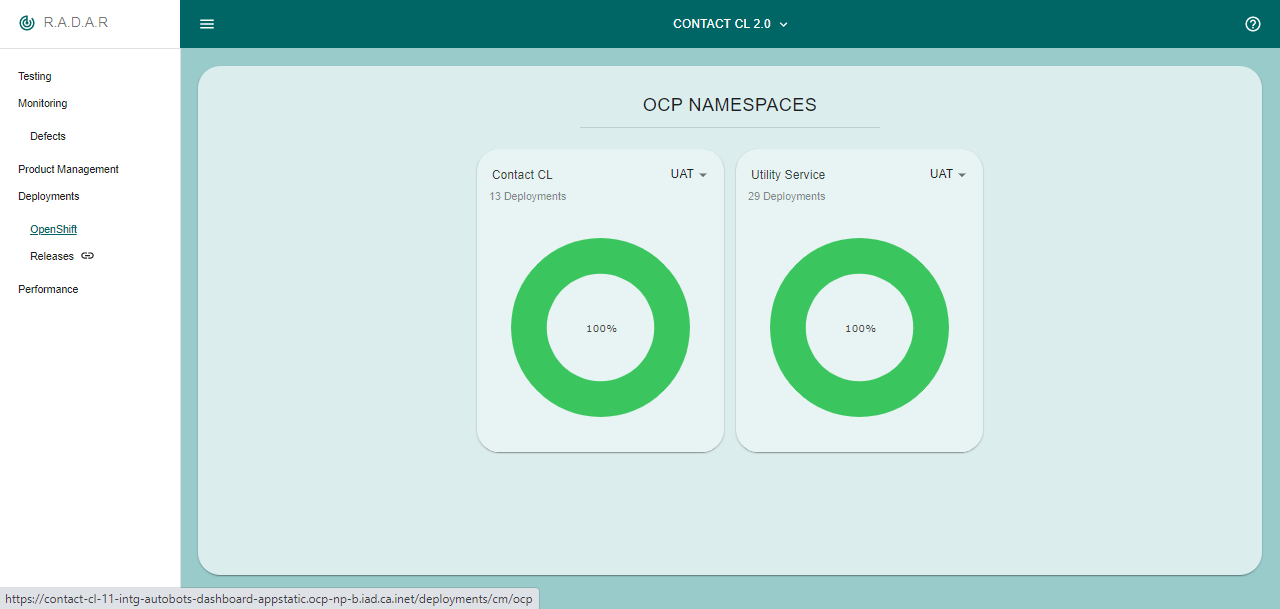 R.A.D.A.R
CONTACT CL 2.0
Testing
Monitoring
Defects
Product Management
Deployments
OpenShift
Releases
Performance
OCP NAMESPACES
Contact CL UAT
13 Deployments
100%
Utility Service UAT
29 Deployments
100%
https://contact-cl-11-intg-autobots-dashboard-appstatic.ocp-np-b.iad.ca.inet/deployments/cm/ocp